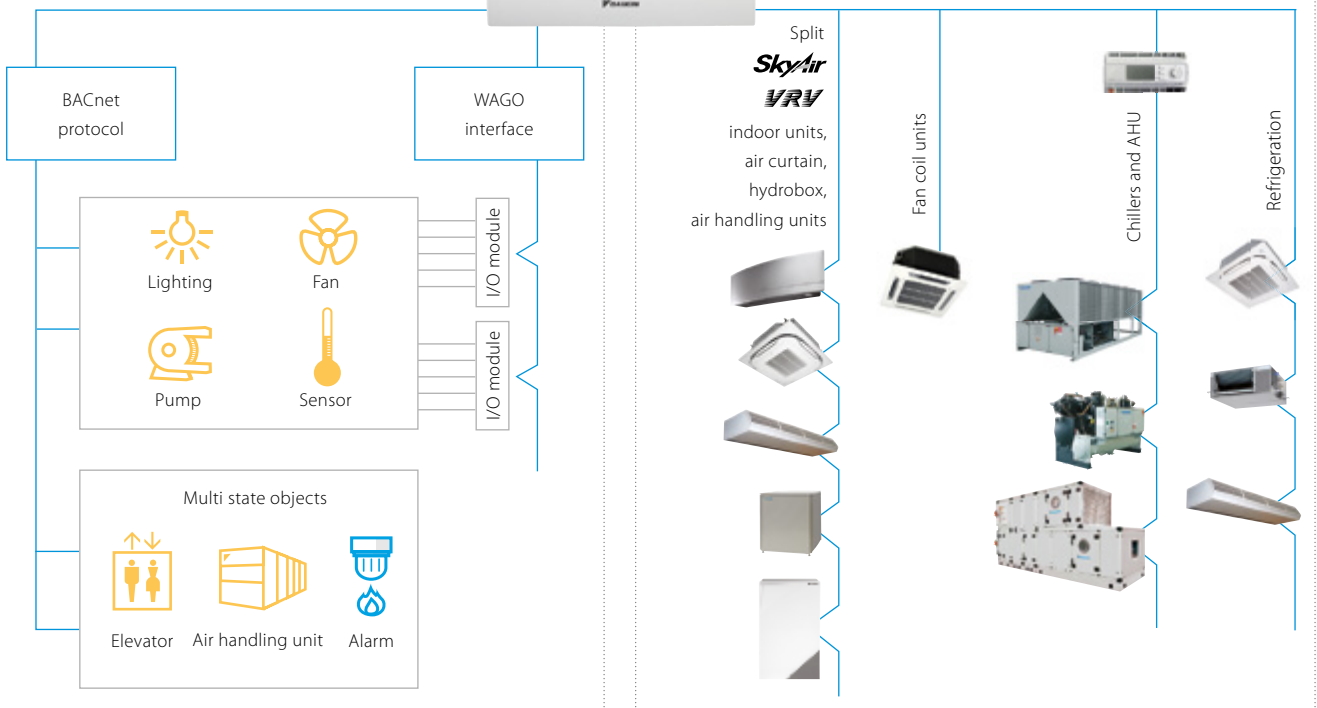 DAIKIN
BACnet
protocol
WAGO
interface
Lighting
Fan
Pump
Sensor
I/O module
I/O module
Multi state objects
Elevator
Air handling unit
Alarm
Split
SkyAir
VRV
indoor units,
air curtain,
hydrobox,
air handling units
Fan coil units
Chillers and AHU
Refrigeration